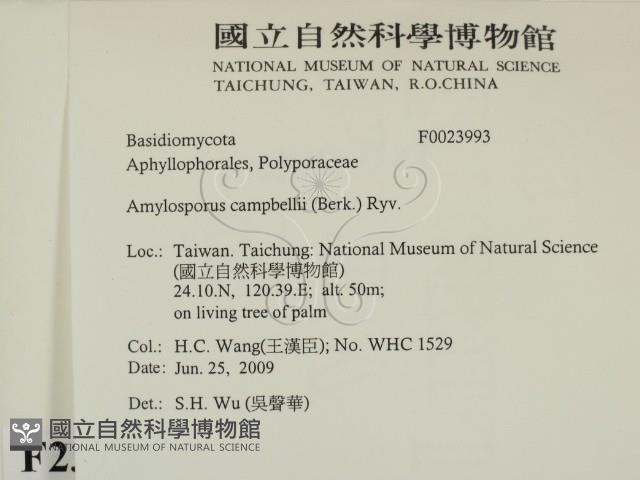 國立自然科學博物館
NATIONAL MUSEUM OF NATURAL SCIENCE
TAICHUNG, TAIWAN, R.O.CHINA
Basidiomycota F0023993
Aphyllophorales, Polyporaceae
Amylosporus campbellii (Berk.) Ryv.
Loc.: Taiwan. Taichung: National Museum of Natural Science
(國立自然科學博物館)
24.10.N, 120.39.E; alt. 50m;
on living tree of palm
Col.: H.C. Wang(王漢臣); No. WHC 1529
Date: Jun. 25, 2009
Det.: S.H. Wu (吳聲華)
國立自然科學博物館
NATIONAL MUSEUM OF NATURAL SCIENCE
F2